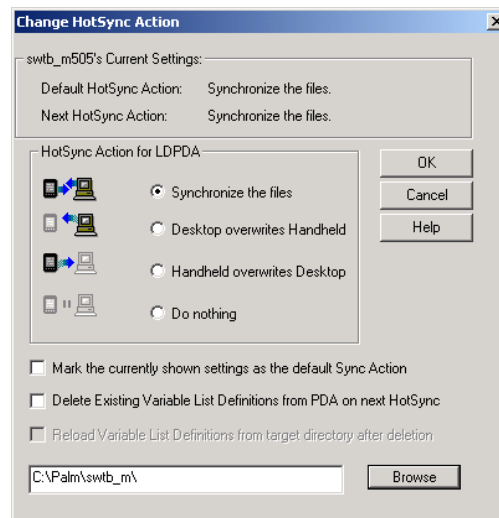 Change HotSync Action
swtb_m505's Current Settings:
Default HotSync Action: Synchronize the files.
Next HotSync Action: Synchronize the files.
HotSync Action for LDPDA
Synchronize the files
Desktop overwrites Handheld
Handheld overwrites Desktop
Do nothing
OK
Cancel
Help
Mark the currently shown settings as the default Sync Action
Delete Existing Variable List Definitions from PDA on next HotSync
Reload Variable List Definitions from target directory after deletion
C:\Palm\swtb_m\
Browse